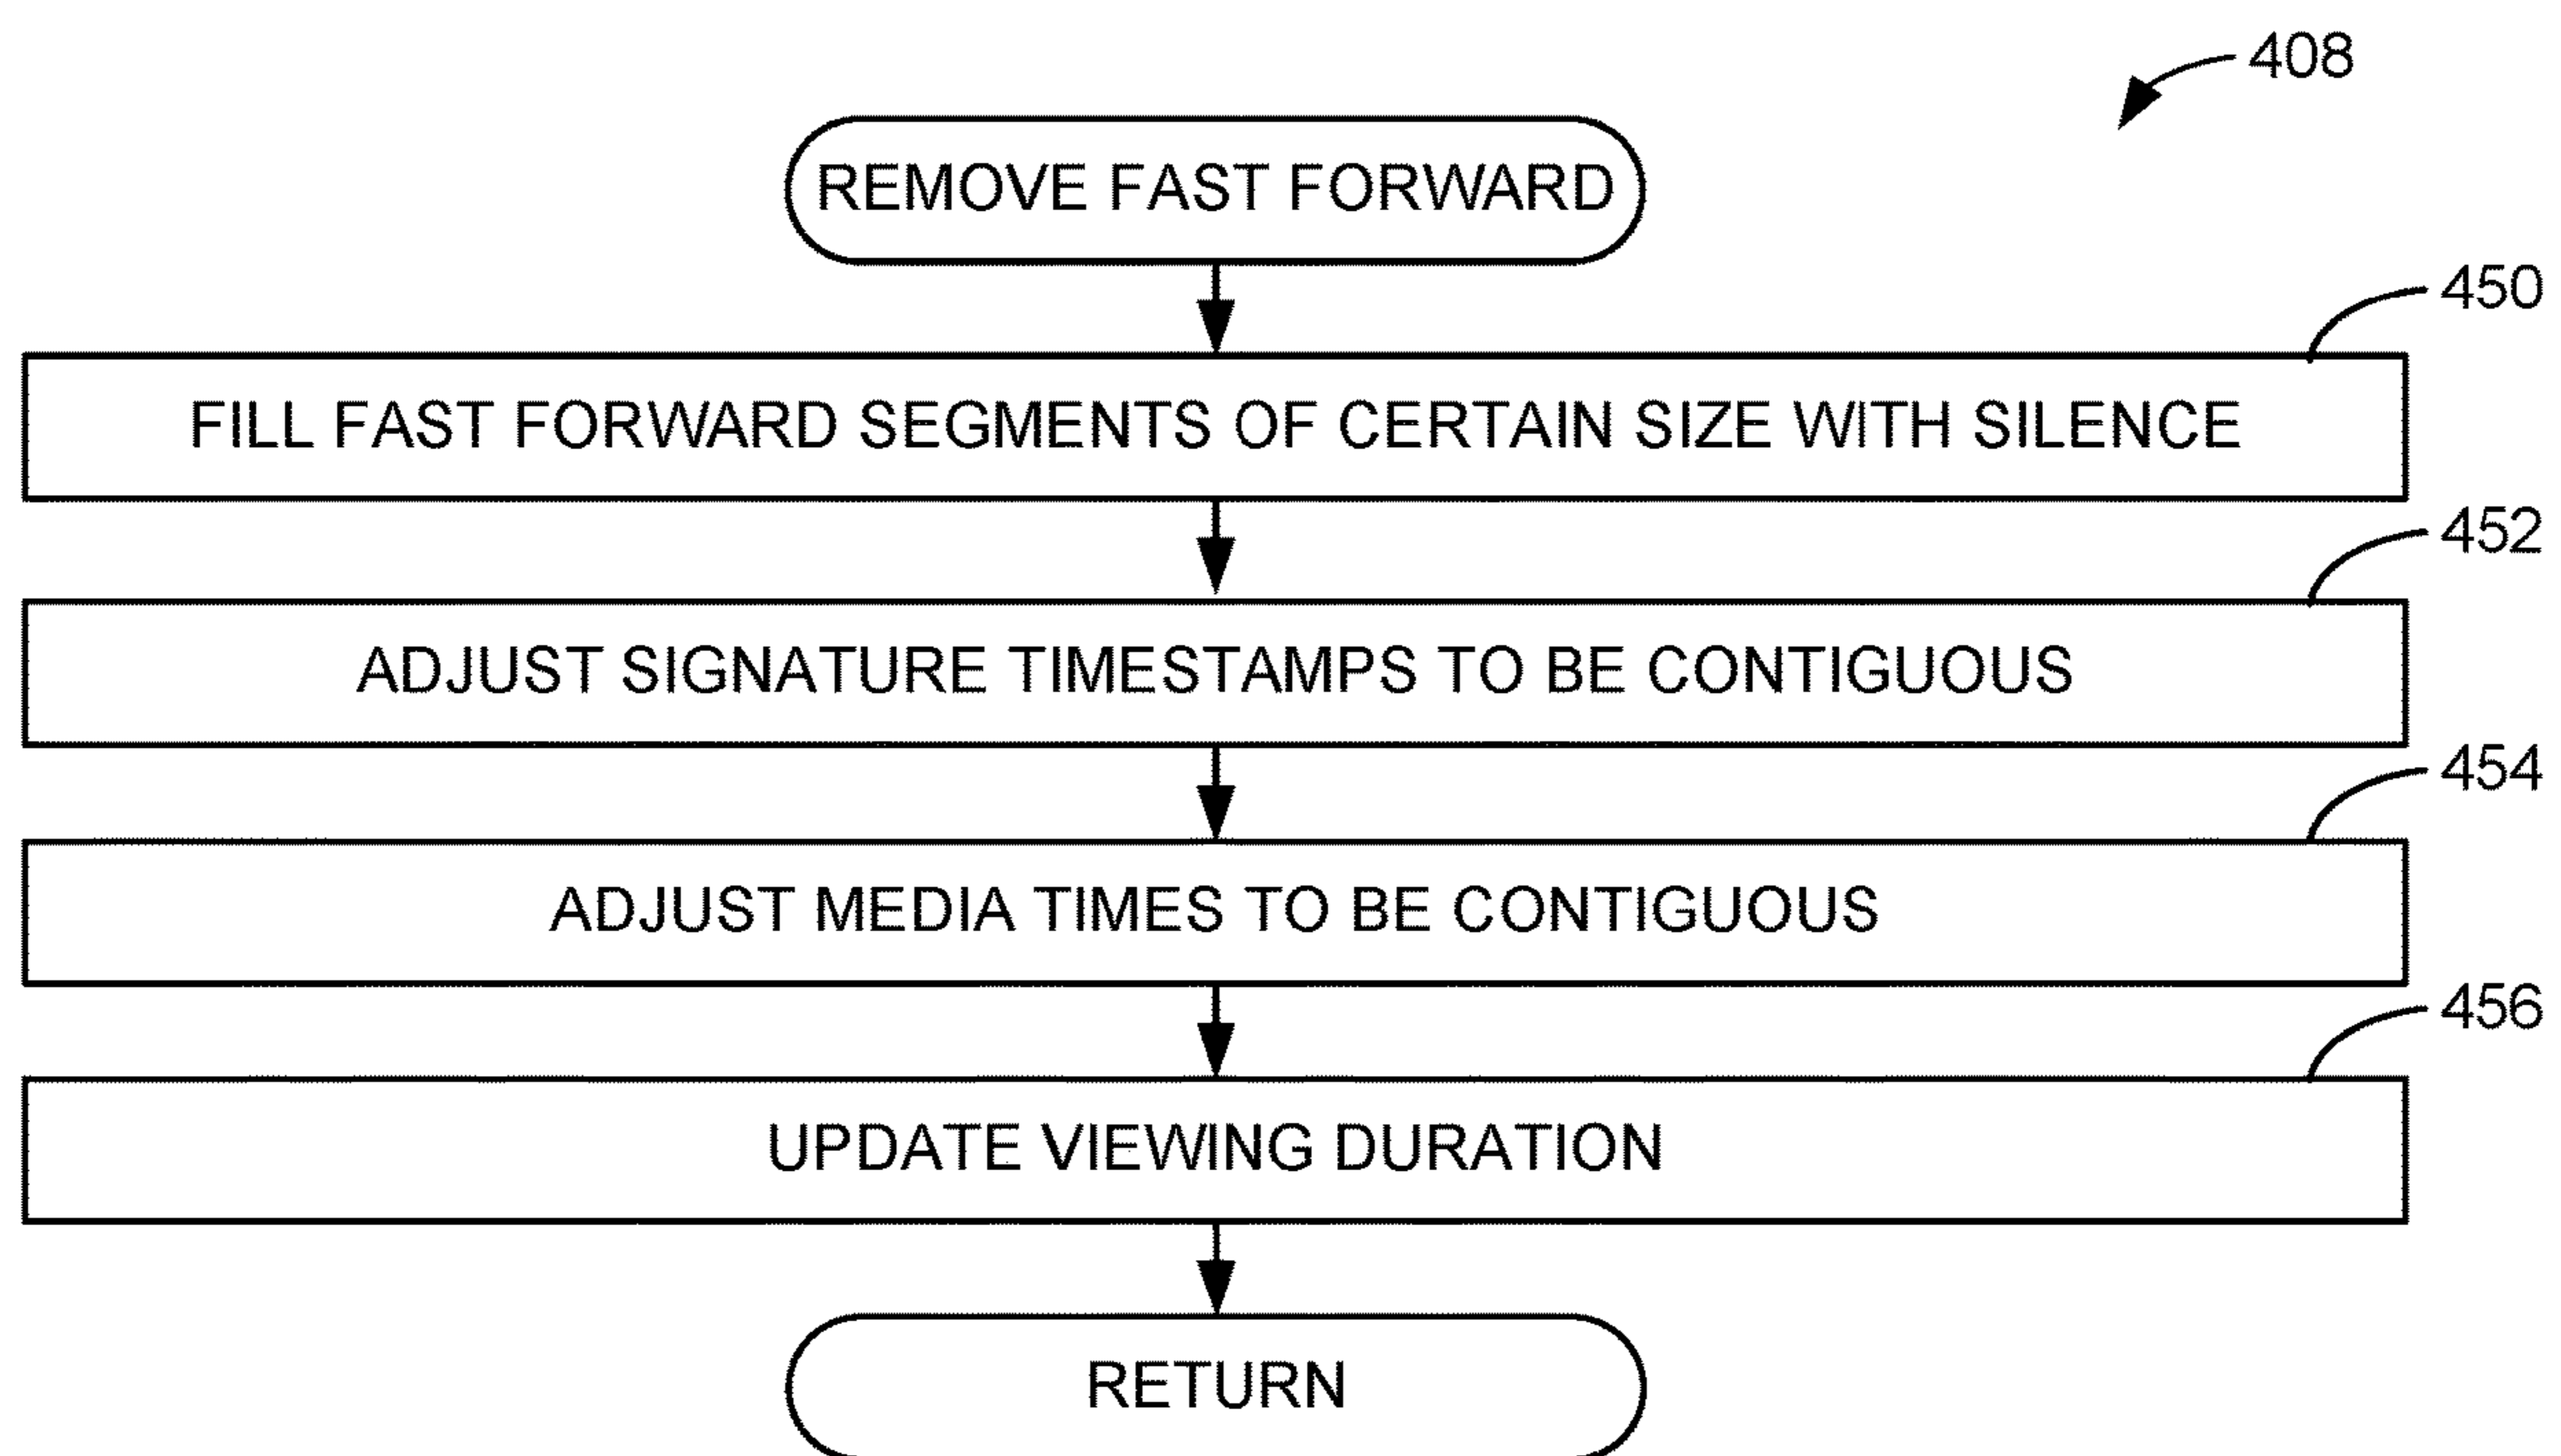 408
REMOVE FAST FORWARD
450
FILL FAST FORWARD SEGMENTS OF CERTAIN SIZE WITH SILENCE
452
ADJUST SIGNATURE TIMESTAMPS TO BE CONTIGUOUS
454
ADJUST MEDIA TIMES TO BE CONTIGUOUS
456
UPDATE VIEWING DURATION
RETURN